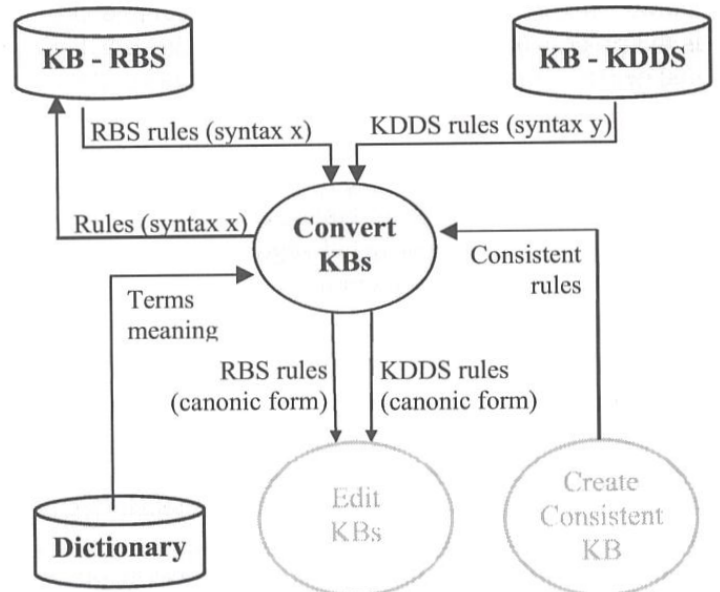 KB - RBS
KB - KDDS
RBS rules (syntax x)
KDDS rules (syntax y)
Rules (syntax x)
Convert
KBs
Consistent
rules
Terms
meaning
RBS rules
(canonic form)
KDDS rules
(canonic form)
Edit
KBs
Create
Consistent
KB
Dictionary